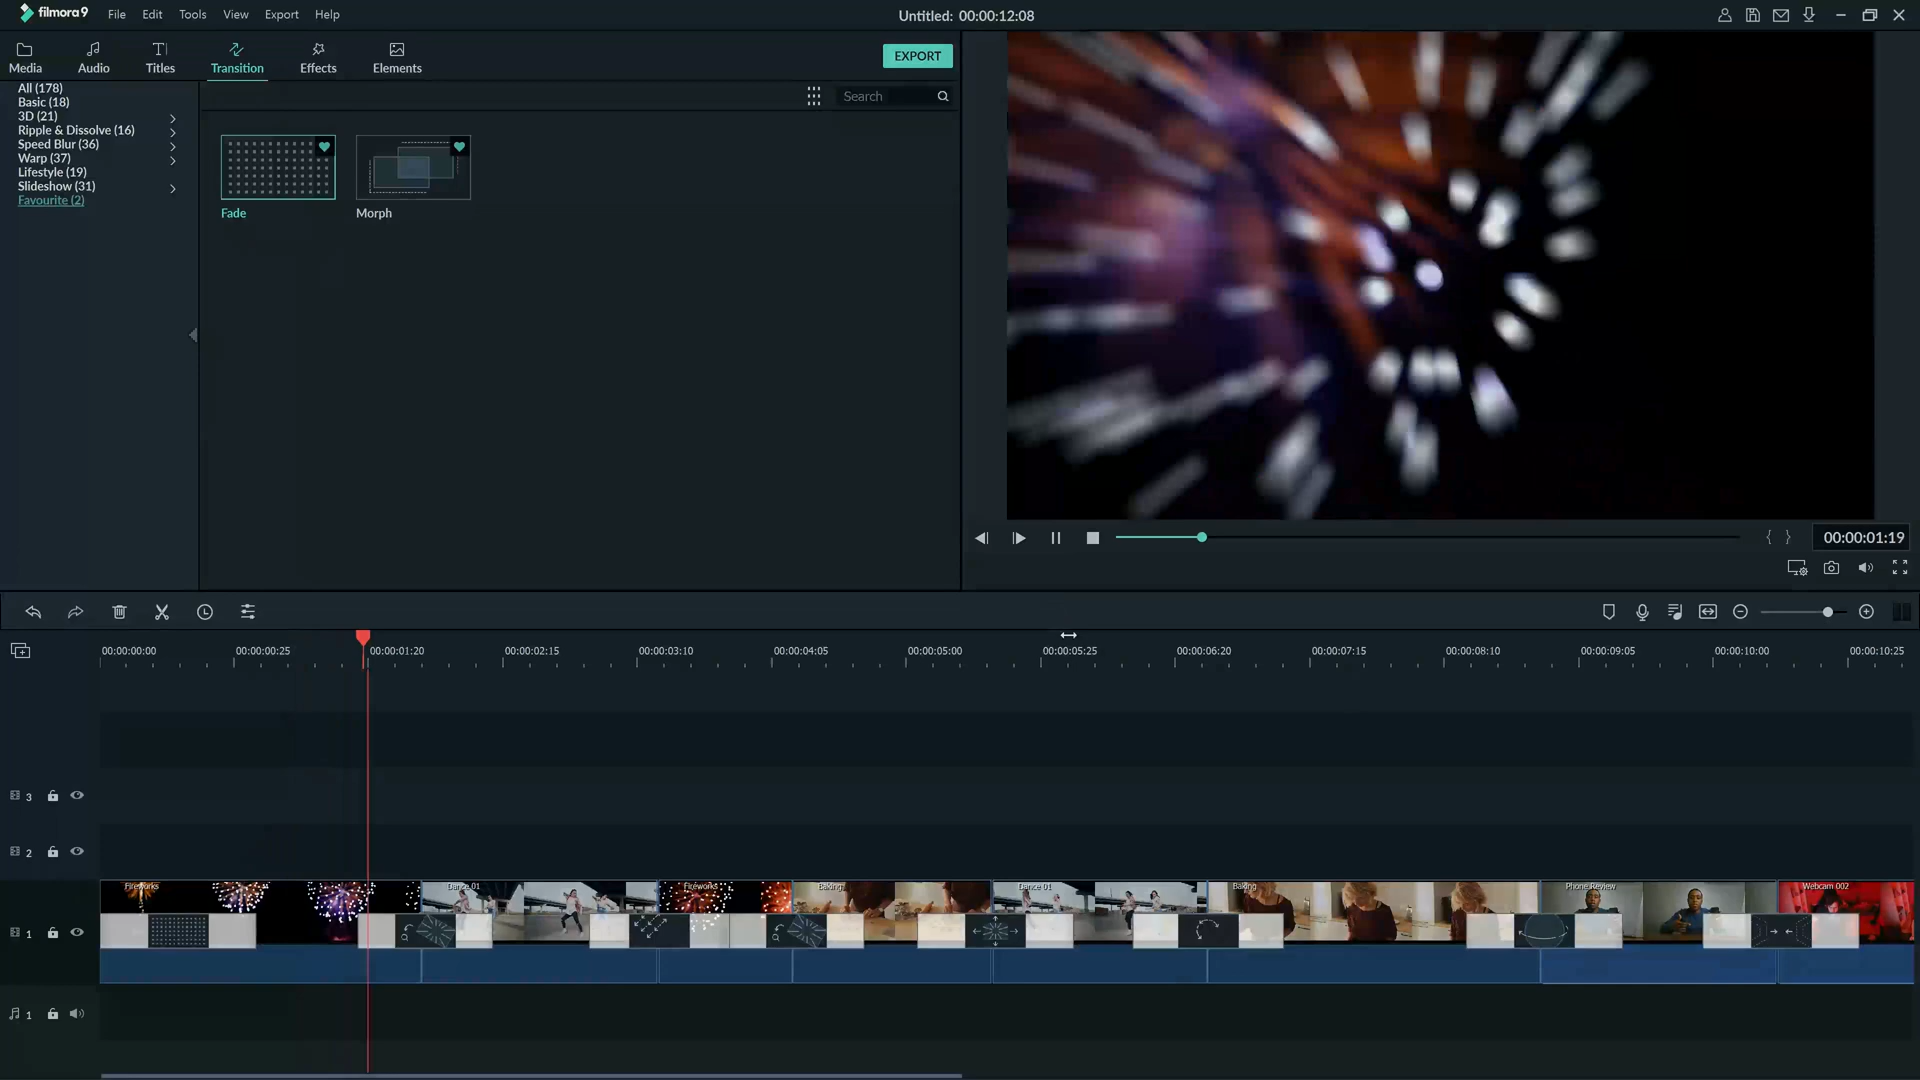 filmora9 File Edit Tools View Export Help Untitled: 00:00:12:08
Media Audio Titles Transition Effects Elements EXPORT
All (178)
Basic (18)
3D (21)
Ripple & Dissolve (16)
Speed Blur (36)
Warp (37)
Lifestyle (19)
Slideshow (31)
Favourite (2)
Search
Fade Morph
00:00:01:19
00:00:00:00 00:00:00:25 00:00:01:20 00:00:02:15 00:00:03:10 00:00:04:05 00:00:05:00 00:00:05:25 00:00:06:20 00:00:07:15 00:00:08:10 00:00:09:05 00:00:10:00 00:00:10:25
3
2
Fireworks Dance 01 Fireworks Baking Dance 01 Baking Phone Review Webcam 002
1
1